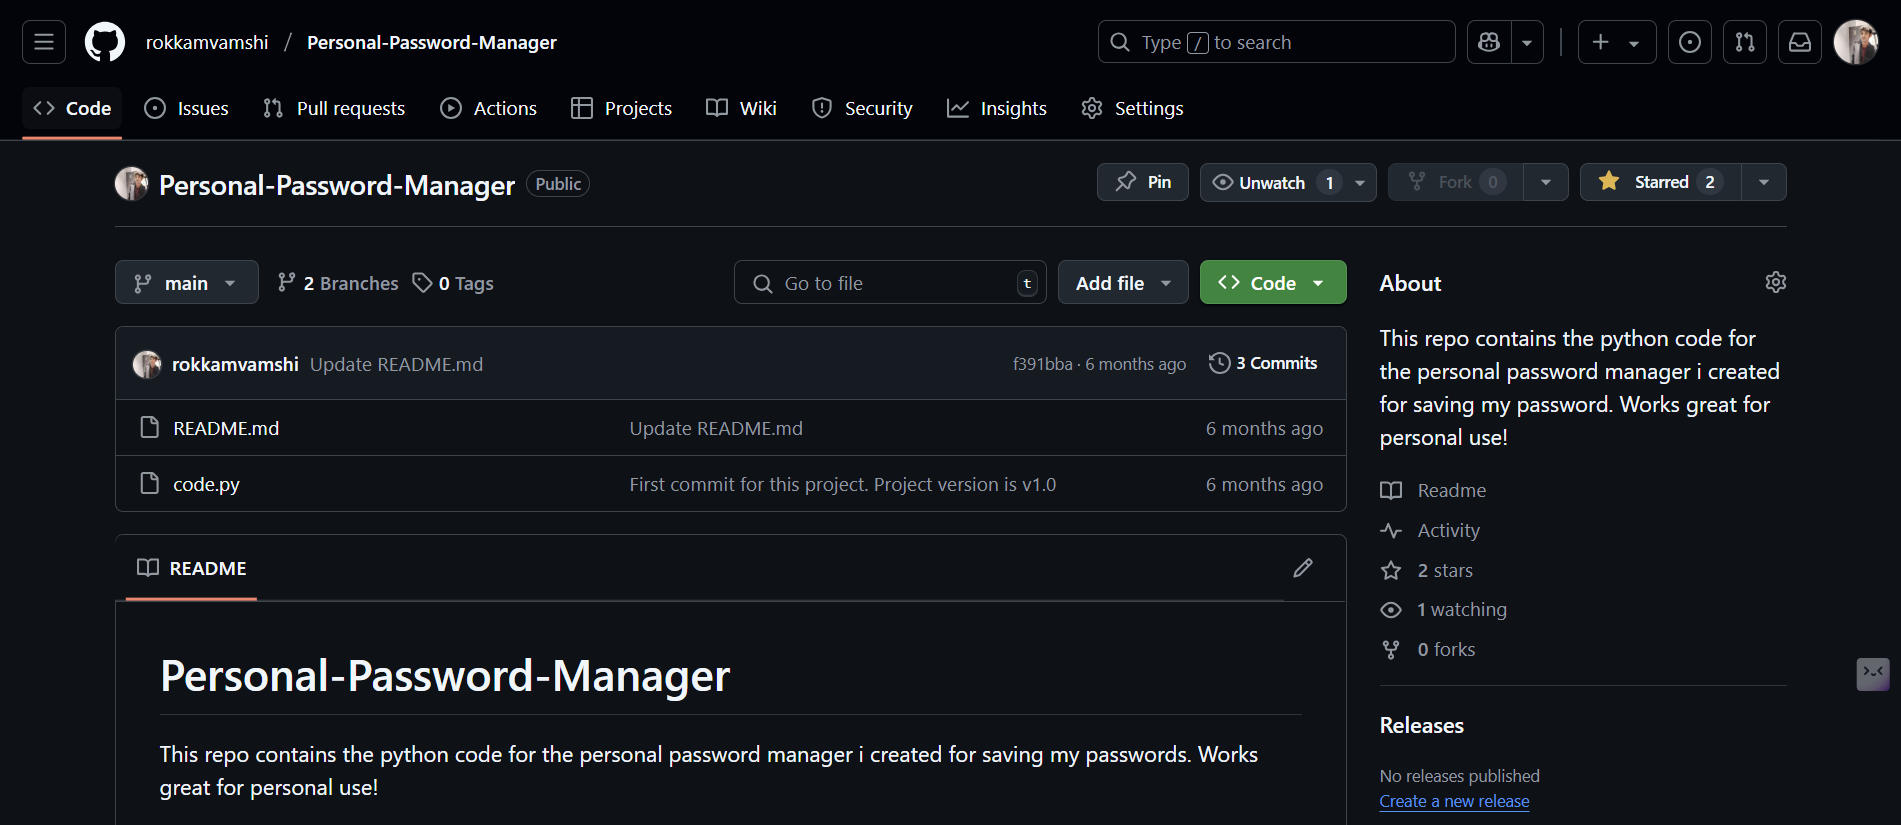 rokkamvamshi / Personal-Password-Manager
Type / to search
Code Issues Pull requests Actions Projects Wiki Security Insights Settings
Personal-Password-Manager Public
Pin Unwatch 1 Fork 0 Starred 2
main 2 Branches 0 Tags
Go to file t Add file Code
rokkamvamshi Update README.md f391bba · 6 months ago 3 Commits
README.md Update README.md 6 months ago
code.py First commit for this project. Project version is v1.0 6 months ago
README
Personal-Password-Manager
This repo contains the python code for the personal password manager i created for saving my passwords. Works
great for personal use!
About
This repo contains the python code for
the personal password manager i created
for saving my password. Works great for
personal use!
Readme
Activity
2 stars
1 watching
0 forks
Releases
No releases published
Create a new release